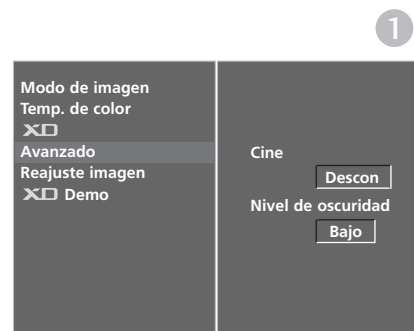 1
Modo de imagen
Temp. de color
XD
Avanzado
Reajuste imagen
XD Demo
Cine
Descon
Nivel de oscuridad
Bajo